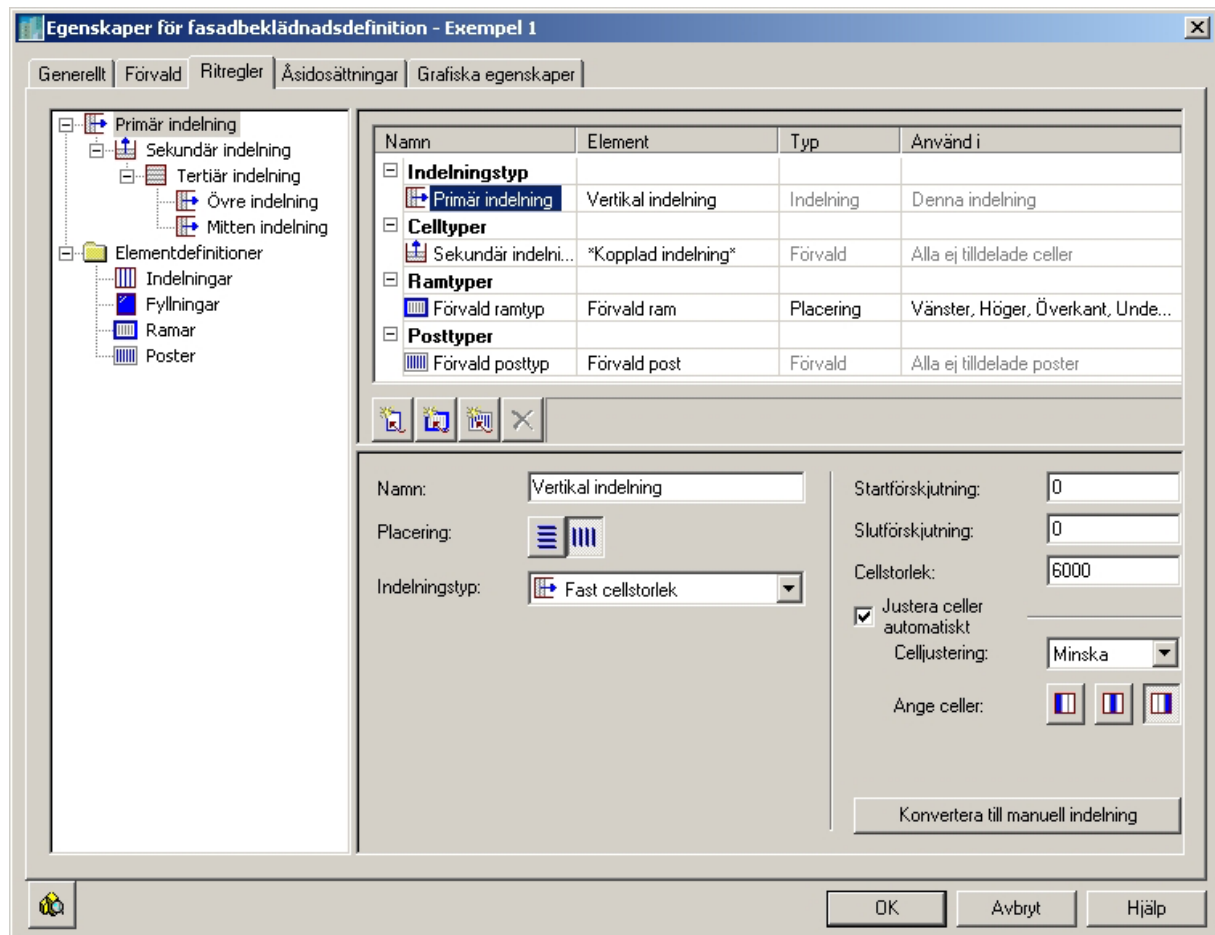 Egenskaper för fasadbeklädnadsdefinition - Exempel 1
Generellt Förvald Ritregler Åsidosättningar Grafiska egenskaper
Primär indelning
Sekundär indelning
Tertiär indelning
Övre indelning
Mitten indelning
Elementdefinitioner
Indelningar
Fyllningar
Ramar
Poster
Namn Element Typ Använd i
Indelningstyp
Primär indelning Vertikal indelning Indelning Denna indelning
Celltyper
Sekundär indelni... *Kopplad indelning* Förvald Alla ej tilldelade celler
Ramtyper
Förvald ramtyp Förvald ram Placering Vänster, Höger, Överkant, Unde...
Posttyper
Förvald posttyp Förvald post Förvald Alla ej tilldelade poster
Namn: Vertikal indelning
Placering:
Indelningstyp: Fast cellstorlek
Startförskjutning: 0
Slutförskjutning: 0
Cellstorlek: 6000
Justera celler
automatiskt
Celljustering: Minska
Ange celler:
Konvertera till manuell indelning
OK Avbryt Hjälp